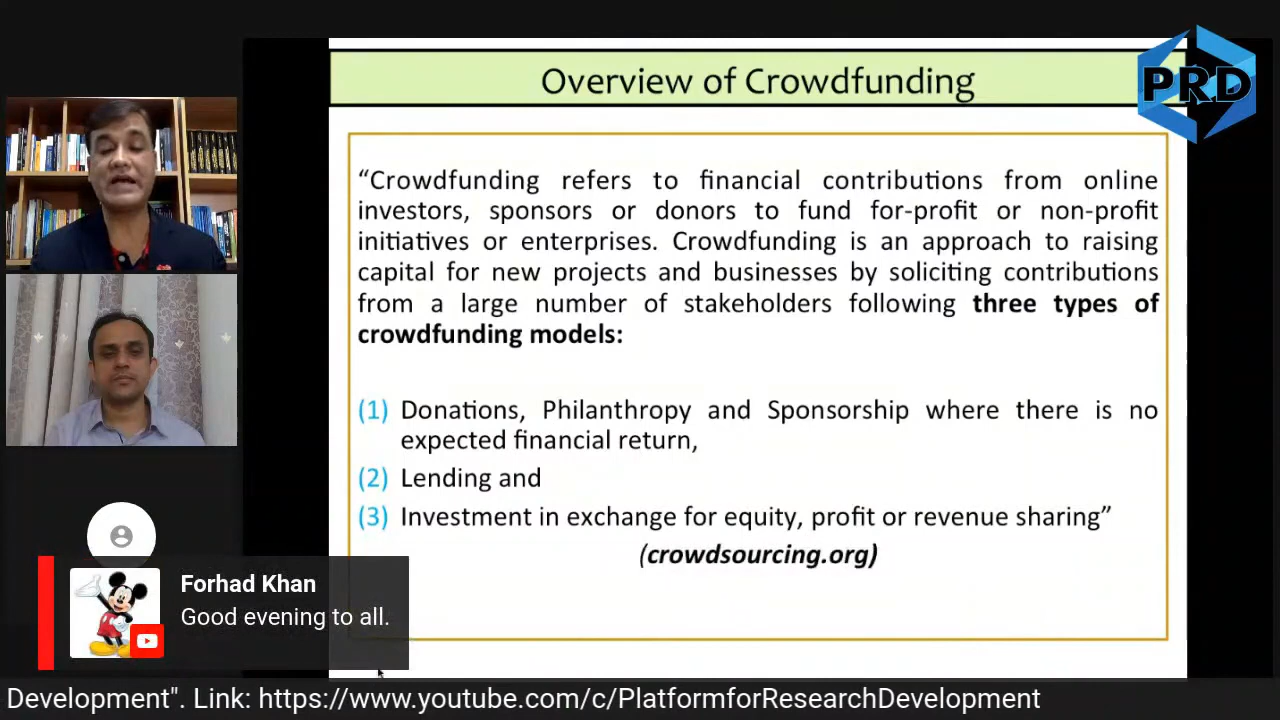 Overview of Crowdfunding
PRD
“Crowdfunding refers to financial contributions from online
investors, sponsors or donors to fund for-profit or non-profit
initiatives or enterprises. Crowdfunding is an approach to raising
capital for new projects and businesses by soliciting contributions
from a large number of stakeholders following three types of
crowdfunding models:
(1) Donations, Philanthropy and Sponsorship where there is no
expected financial return,
(2) Lending and
(3) Investment in exchange for equity, profit or revenue sharing”
(crowdsourcing.org)
Forhad Khan
Good evening to all.
Development". Link: https://www.youtube.com/c/PlatformforResearchDevelopment